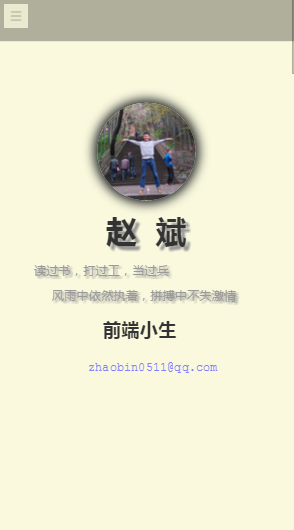 赵 斌
读过书，打过工，当过兵
风雨中依然执着，拼搏中不失激情
前端小生
zhaobin0511@qq.com